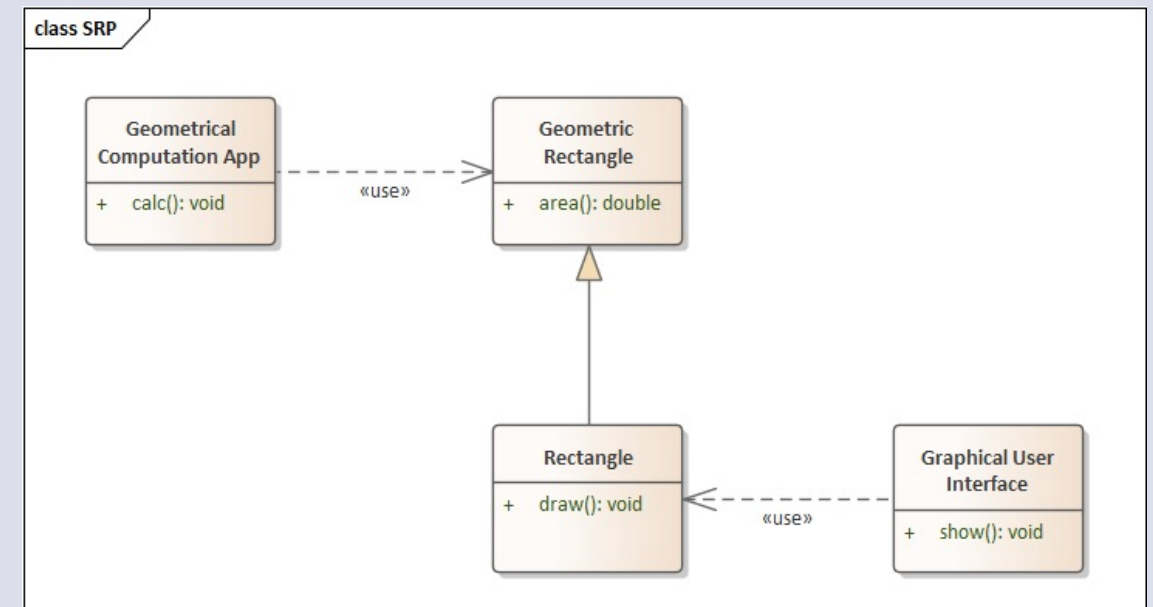 class SRP
Geometrical
Computation App
+ calc(): void
«use»
Geometric
Rectangle
+ area(): double
Rectangle
+ draw(): void
«use»
Graphical User
Interface
+ show(): void